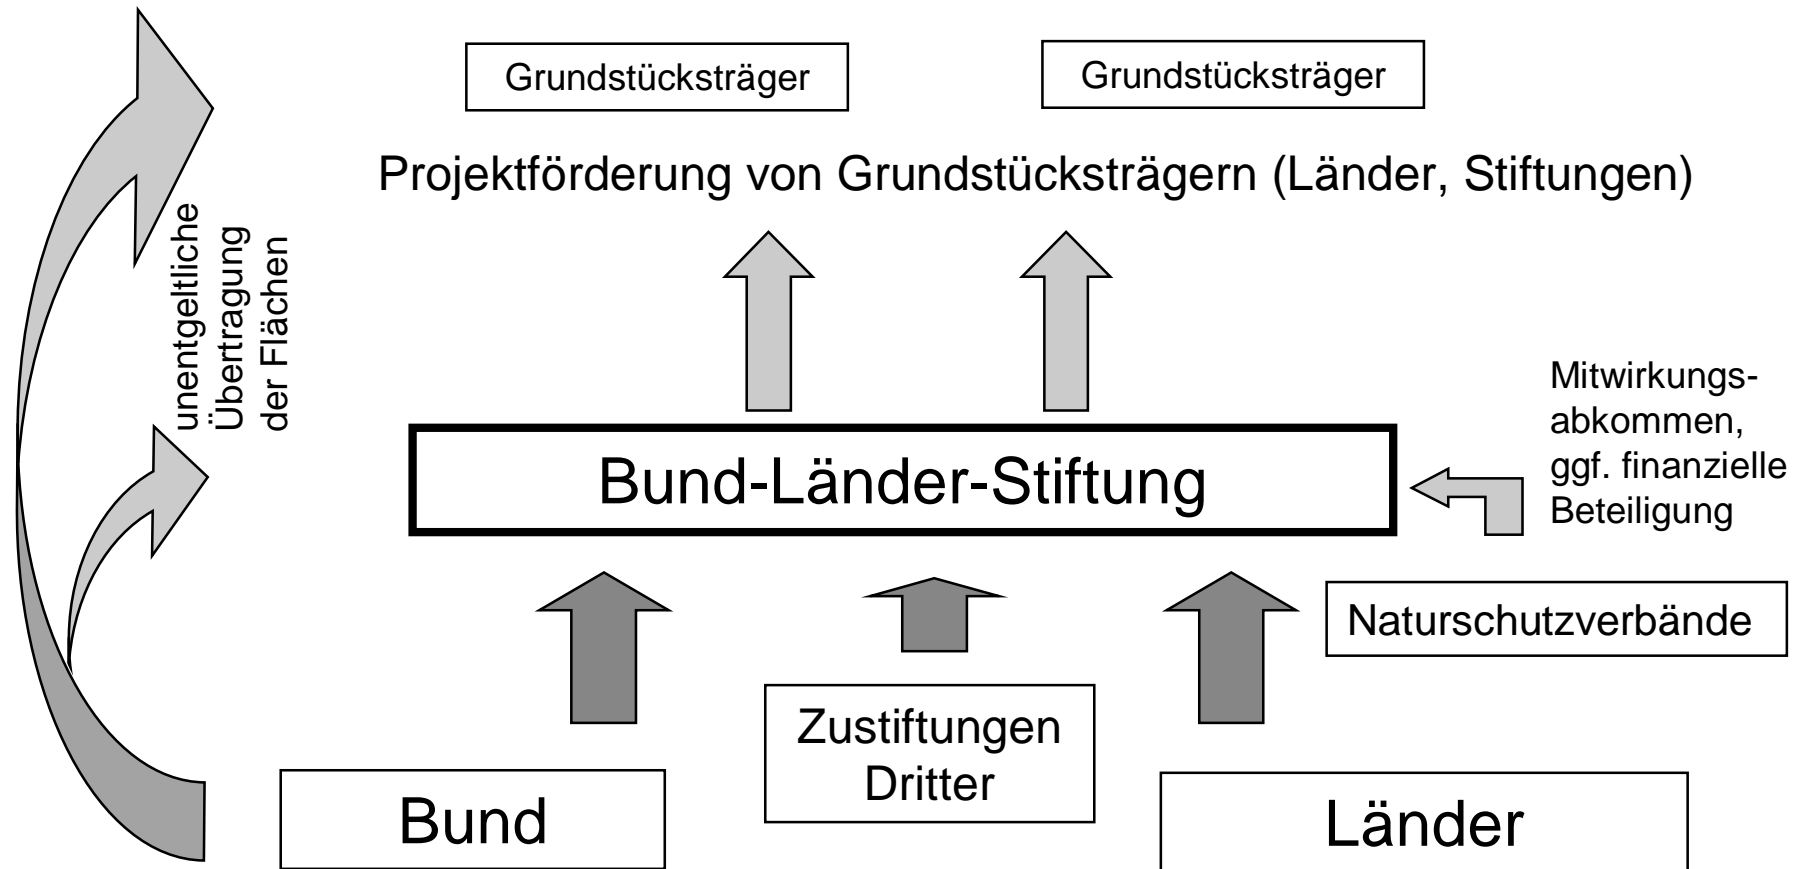 Grundstücksträger
Grundstücksträger
Projektförderung von Grundstücksträgern (Länder, Stiftungen)
unentgeltliche
Übertragung
der Flächen
Mitwirkungs-
abkommen,
ggf. finanzielle
Beteiligung
Bund-Länder-Stiftung
Naturschutzverbände
Zustiftungen
Dritter
Bund
Länder